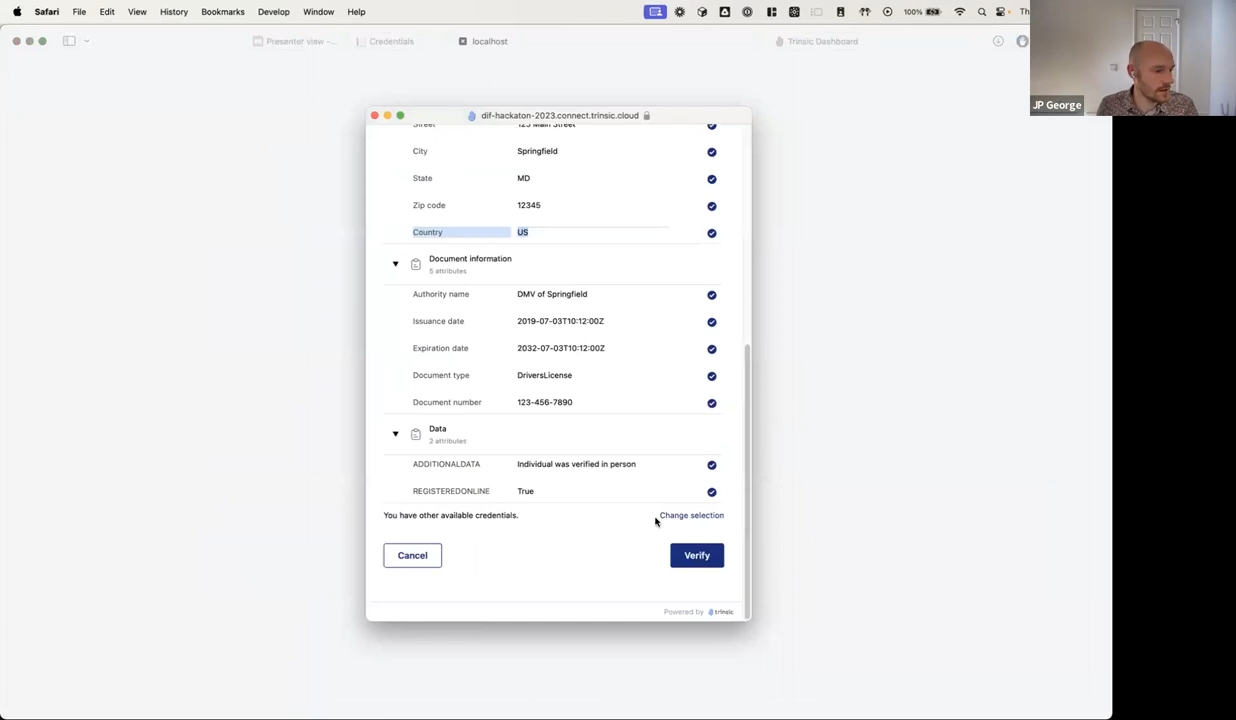 Safari File Edit View History Bookmarks Develop Window Help
100%
Presenter view -... Credentials localhost Trinsic Dashboard
JP George
dif-hackaton-2023.connect.trinsic.cloud
Street 123 Main Street
City Springfield
State MD
Zip code 12345
Country US
Document information
5 attributes
Authority name DMV of Springfield
Issuance date 2019-07-03T10:12:00Z
Expiration date 2032-07-03T10:12:00Z
Document type DriversLicense
Document number 123-456-7890
Data
2 attributes
ADDITIONALDATA Individual was verified in person
REGISTEREDONLINE True
You have other available credentials. Change selection
Cancel Verify
Powered by trinsic